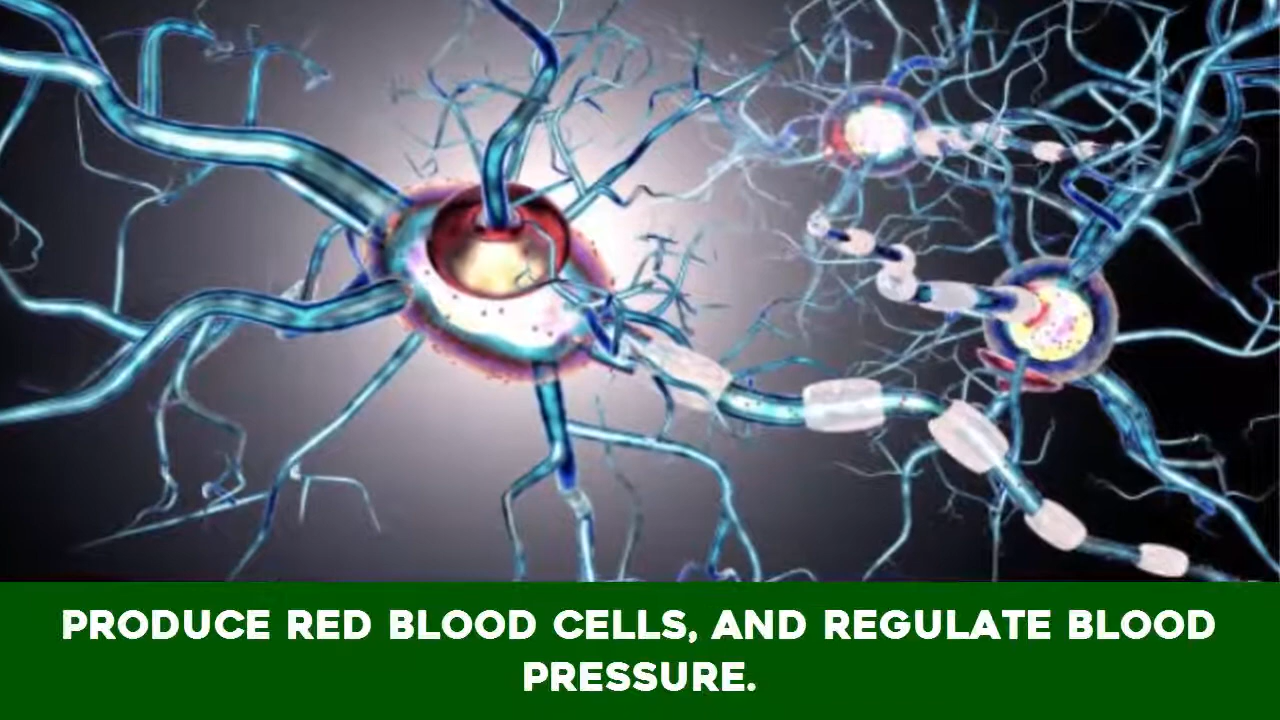 PRODUCE RED BLOOD CELLS, AND REGULATE BLOOD
PRESSURE.